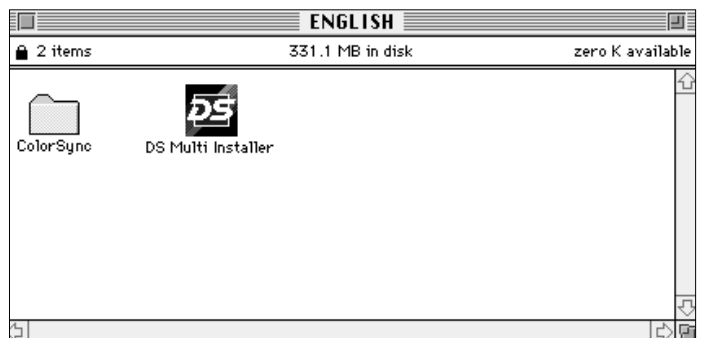 ENGLISH
2 items 331.1 MB in disk zero K available
DS
ColorSync DS Multi Installer